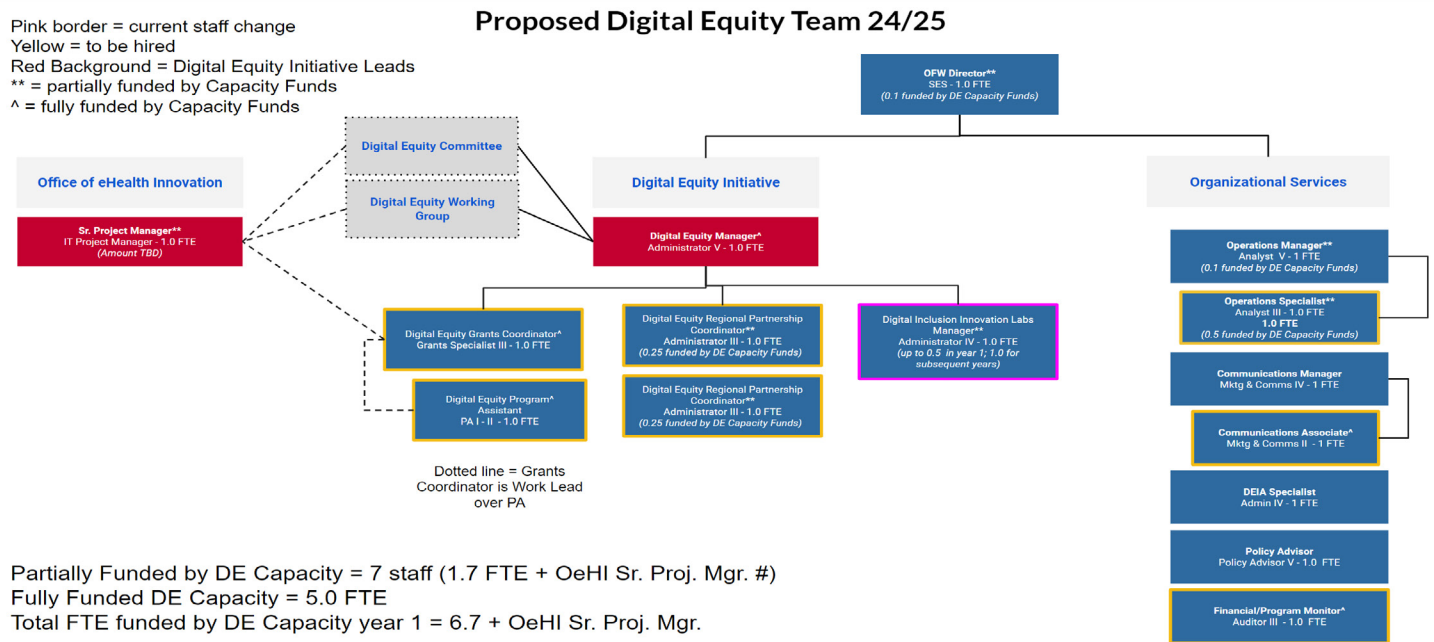 Proposed Digital Equity Team 24/25
Pink border = current staff change
Yellow = to be hired
Red Background = Digital Equity Initiative Leads
** = partially funded by Capacity Funds
^ = fully funded by Capacity Funds
OFW Director**
SES - 1.0 FTE
(0.1 funded by DE Capacity Funds)
Digital Equity Committee
Digital Equity Working
Group
Office of eHealth Innovation
Sr. Project Manager**
IT Project Manager - 1.0 FTE
(Amount TBD)
Digital Equity Initiative
Digital Equity Manager^
Administrator V - 1.0 FTE
Digital Equity Grants Coordinator^
Grants Specialist III - 1.0 FTE
Digital Equity Program^
Assistant
PA I - II - 1.0 FTE
Dotted line = Grants
Coordinator is Work Lead
over PA
Digital Equity Regional Partnership
Coordinator**
Administrator III - 1.0 FTE
(0.25 funded by DE Capacity Funds)
Digital Equity Regional Partnership
Coordinator**
Administrator III - 1.0 FTE
(0.25 funded by DE Capacity Funds)
Digital Inclusion Innovation Labs
Manager**
Administrator IV - 1.0 FTE
(up to 0.5 in year 1; 1.0 for
subsequent years)
Organizational Services
Operations Manager**
Analyst V - 1 FTE
(0.1 funded by DE Capacity Funds)
Operations Specialist**
Analyst III - 1.0 FTE
1.0 FTE
(0.5 funded by DE Capacity Funds)
Communications Manager
Mktg & Comms IV - 1 FTE
Communications Associate^
Mktg & Comms II - 1 FTE
DEIA Specialist
Admin IV - 1 FTE
Policy Advisor
Policy Advisor V - 1.0 FTE
Financial/Program Monitor^
Auditor III - 1.0 FTE
Partially Funded by DE Capacity = 7 staff (1.7 FTE + OeHI Sr. Proj. Mgr. #)
Fully Funded DE Capacity = 5.0 FTE
Total FTE funded by DE Capacity year 1 = 6.7 + OeHI Sr. Proj. Mgr.